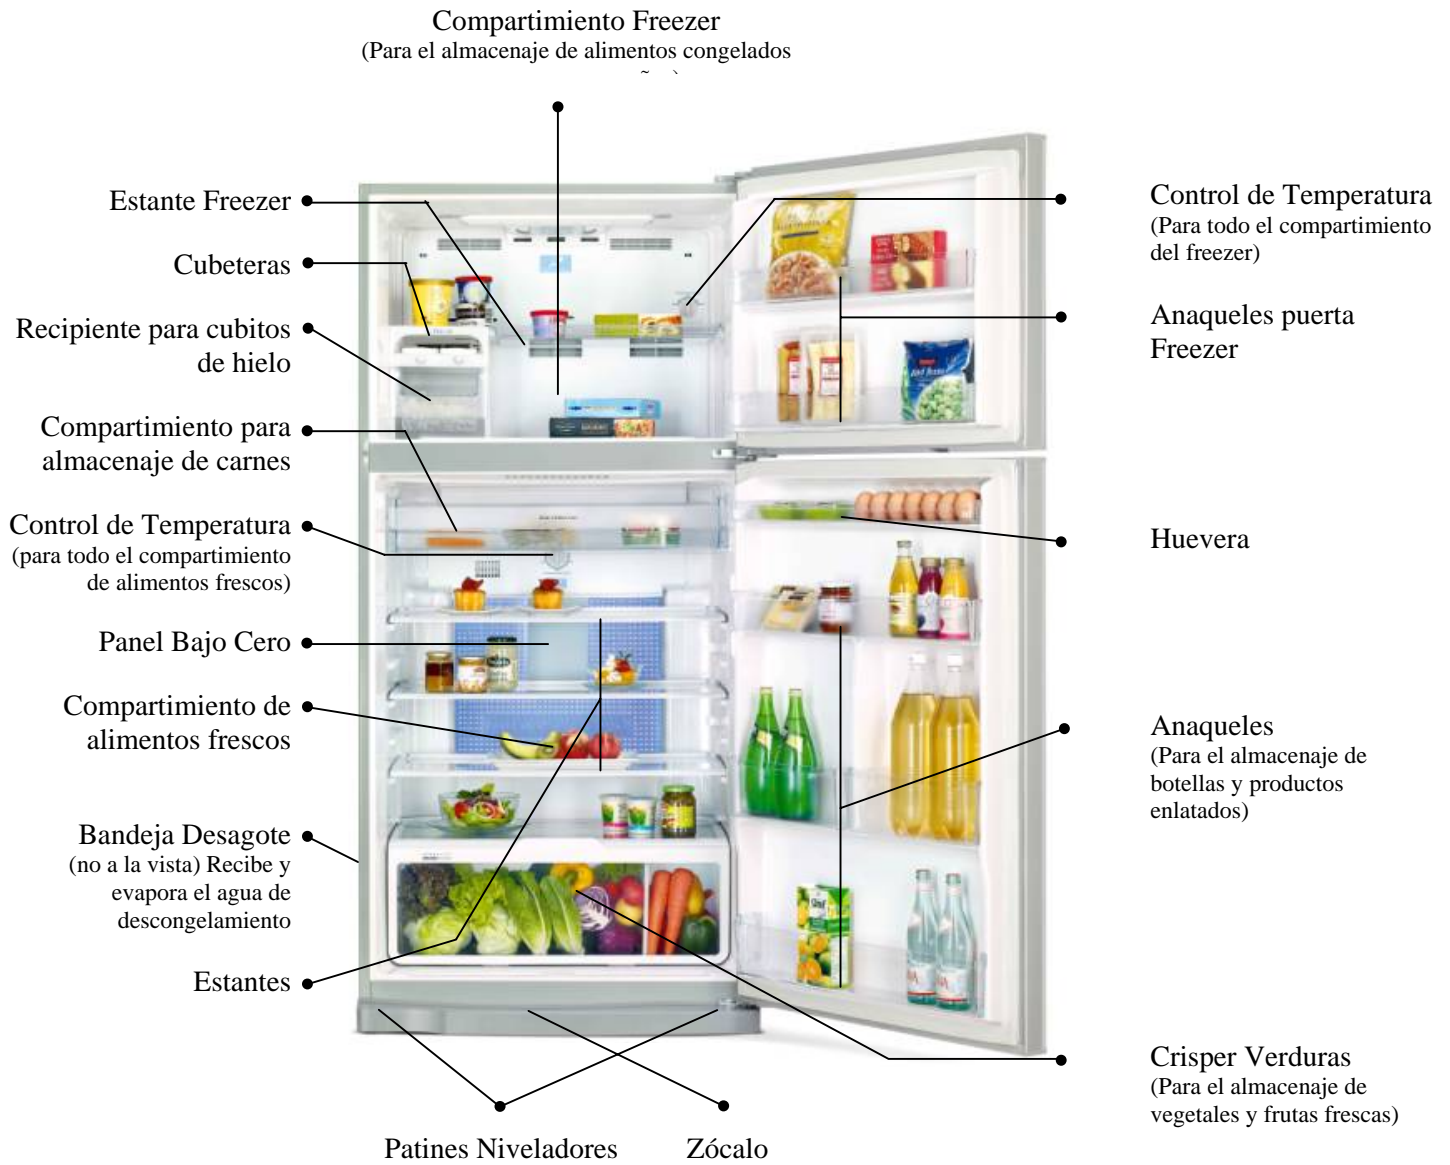 Compartimiento Freezer
(Para el almacenaje de alimentos congelados
Estante Freezer
Cubeteras
Recipiente para cubitos
de hielo
Compartimiento para
almacenaje de carnes
Control de Temperatura
(para todo el compartimiento
de alimentos frescos)
Panel Bajo Cero
Compartimiento de
alimentos frescos
Bandeja Desagote
(no a la vista) Recibe y
evapora el agua de
descongelamiento
Estantes
Patines Niveladores
Zócalo
Control de Temperatura
(Para todo el compartimiento
del freezer)
Anaqueles puerta
Freezer
Huevera
Anaqueles
(Para el almacenaje de
botellas y productos
enlatados)
Crisper Verduras
(Para el almacenaje de
vegetales y frutas frescas)